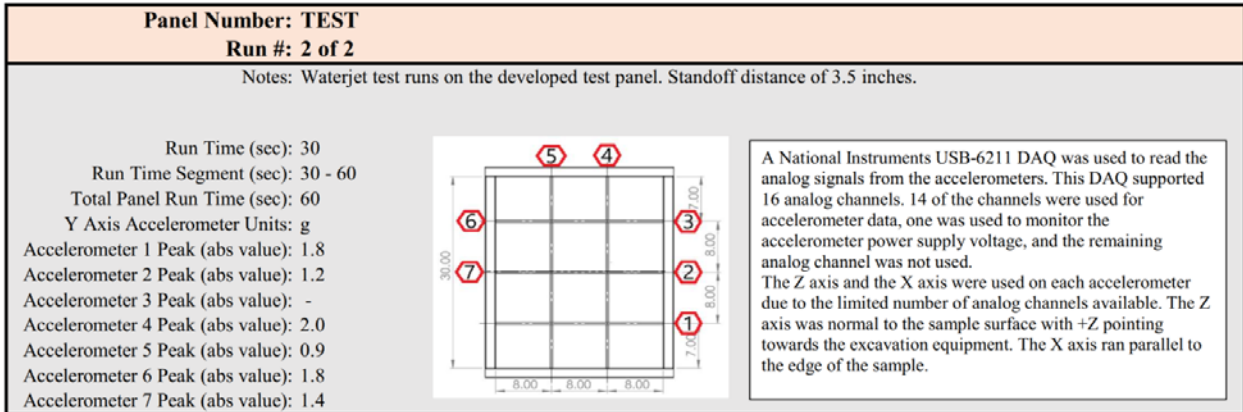 Panel Number: TEST
Run #: 2 of 2
Notes: Waterjet test runs on the developed test panel. Standoff distance of 3.5 inches.
Run Time (sec): 30
Run Time Segment (sec): 30 - 60
Total Panel Run Time (sec): 60
Y Axis Accelerometer Units: g
Accelerometer 1 Peak (abs value): 1.8
Accelerometer 2 Peak (abs value): 1.2
Accelerometer 3 Peak (abs value): -
Accelerometer 4 Peak (abs value): 2.0
Accelerometer 5 Peak (abs value): 0.9
Accelerometer 6 Peak (abs value): 1.8
Accelerometer 7 Peak (abs value): 1.4
5 4
7.00
6 3
8.00
30.00
7 2
8.00
1
7.00
8.00 8.00 8.00
A National Instruments USB-6211 DAQ was used to read the
analog signals from the accelerometers. This DAQ supported
16 analog channels. 14 of the channels were used for
accelerometer data, one was used to monitor the
accelerometer power supply voltage, and the remaining
analog channel was not used.
The Z axis and the X axis were used on each accelerometer
due to the limited number of analog channels available. The Z
axis was normal to the sample surface with +Z pointing
towards the excavation equipment. The X axis ran parallel to
the edge of the sample.